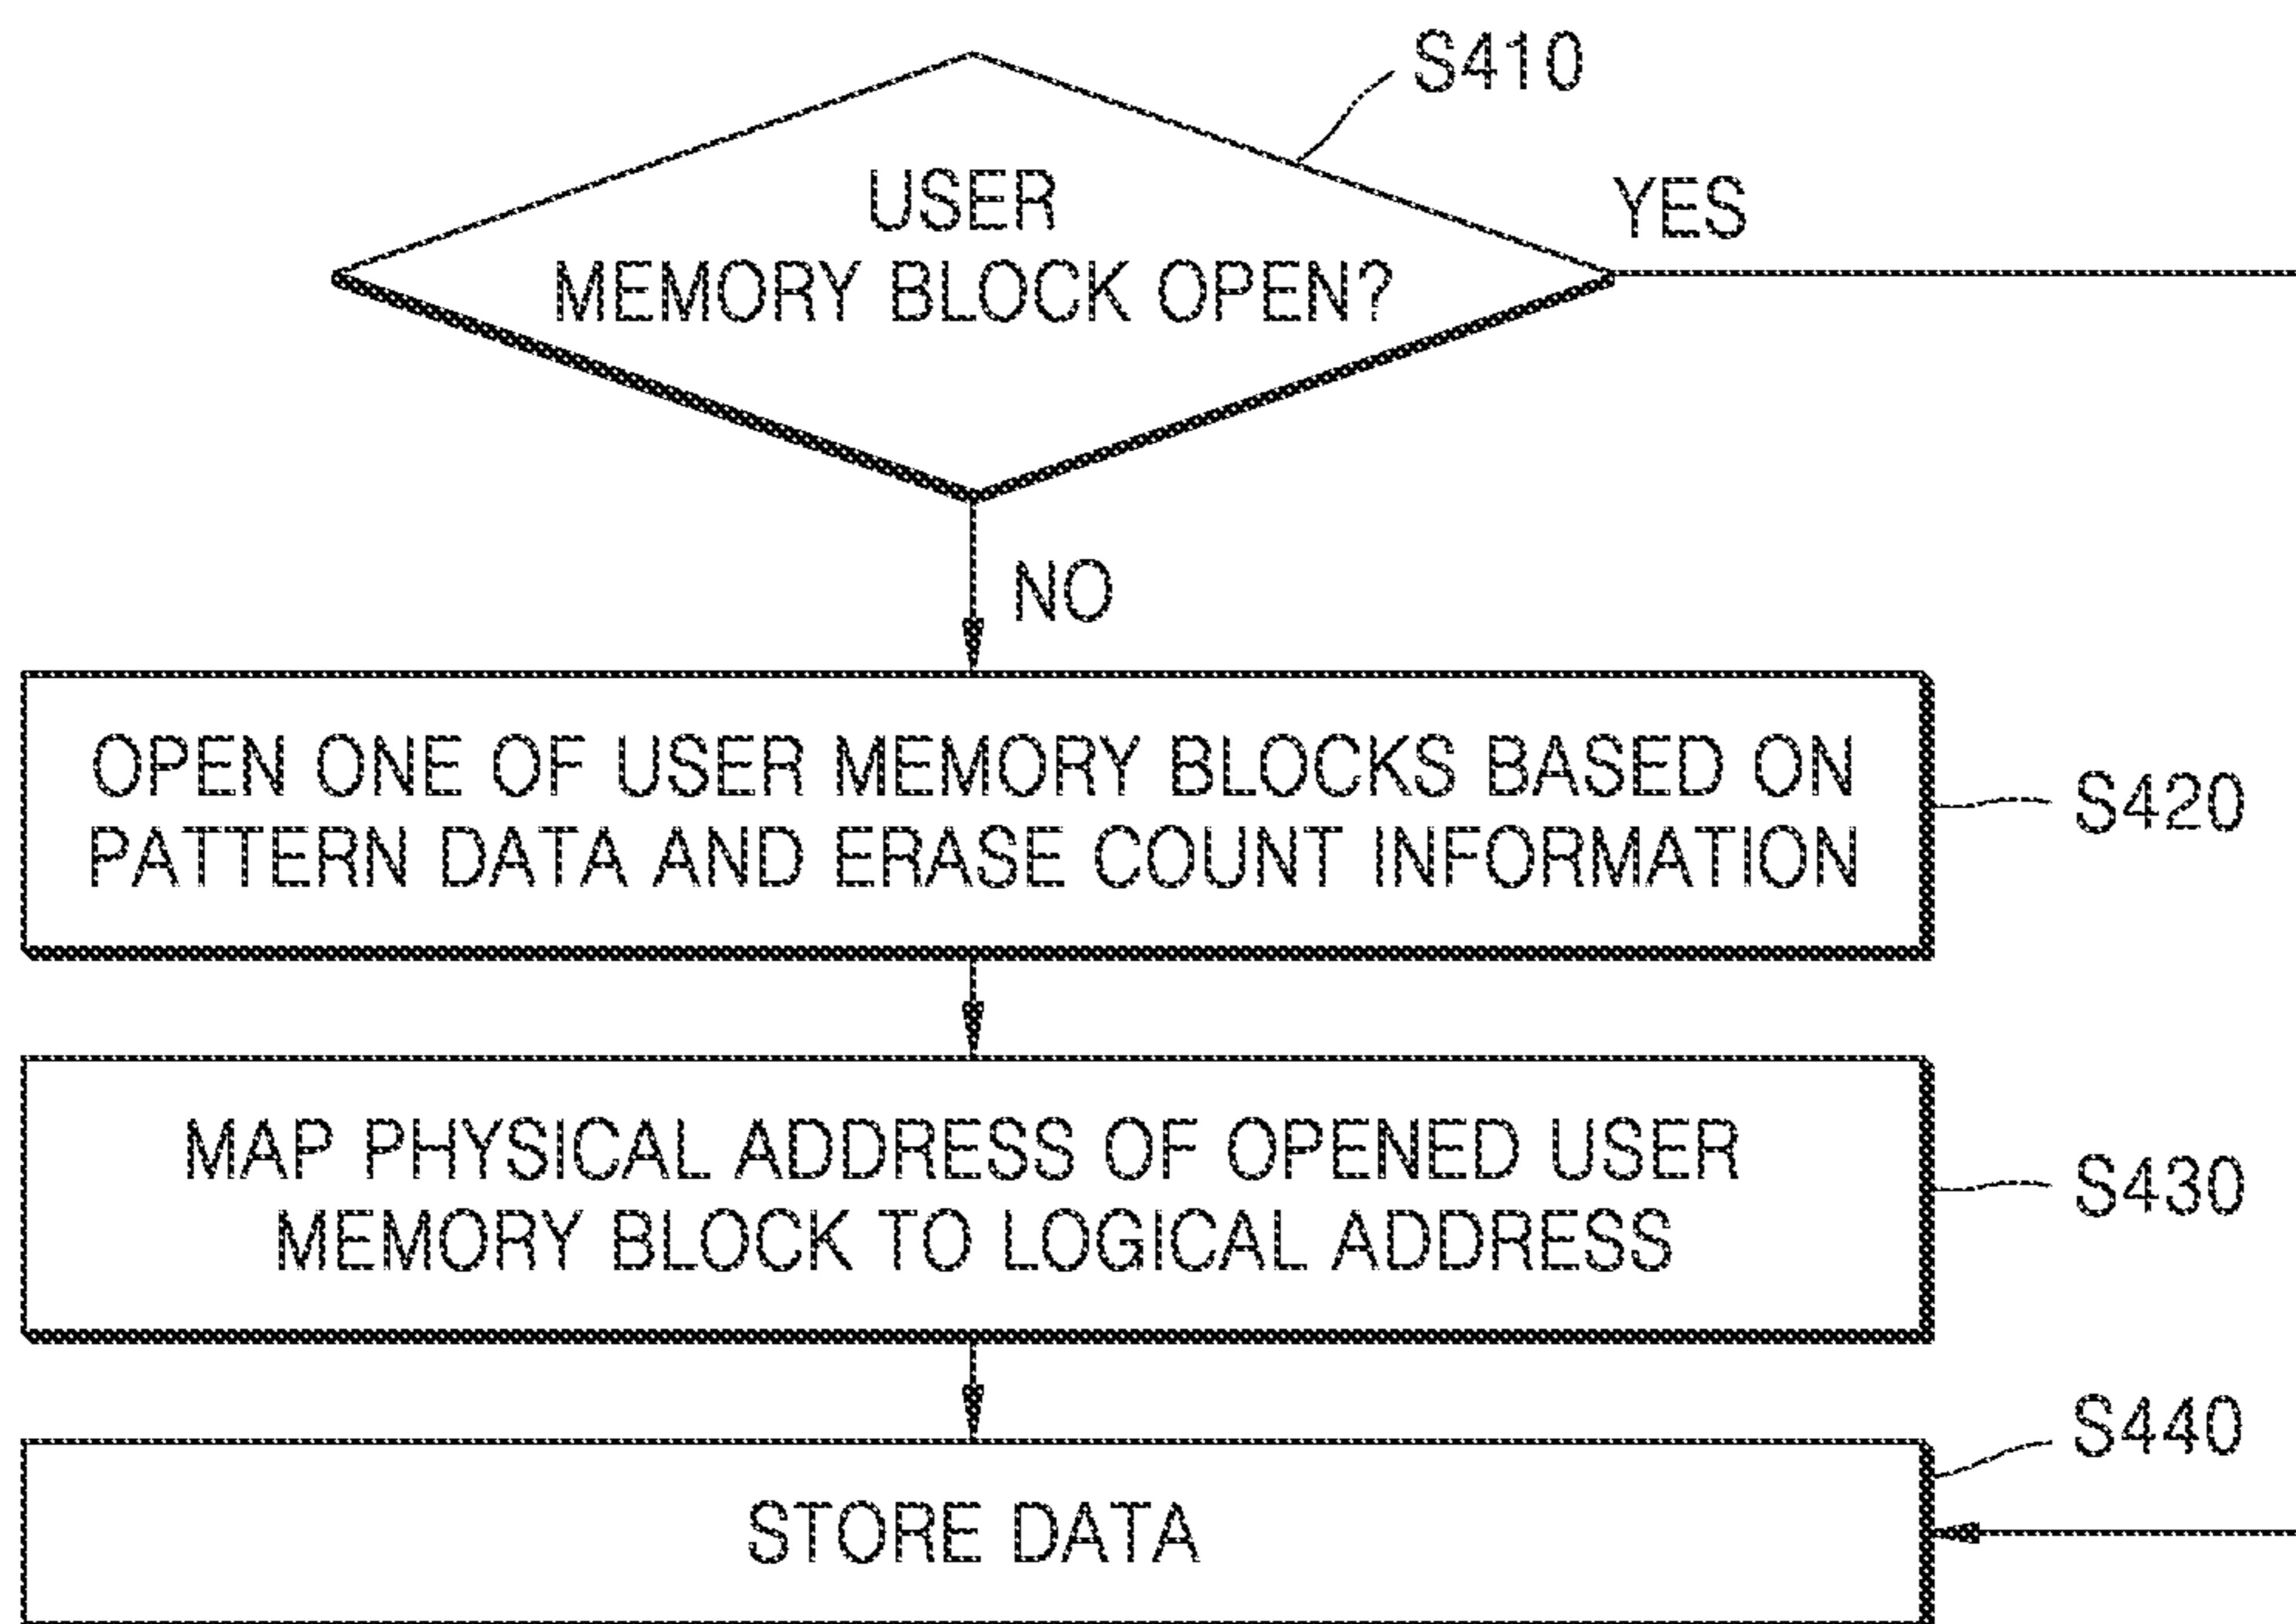 S410
USER
MEMORY BLOCK OPEN?
YES
NO
OPEN ONE OF USER MEMORY BLOCKS BASED ON
PATTERN DATA AND ERASE COUNT INFORMATION
S420
MAP PHYSICAL ADDRESS OF OPENED USER
MEMORY BLOCK TO LOGICAL ADDRESS
S430
S440
STORE DATA